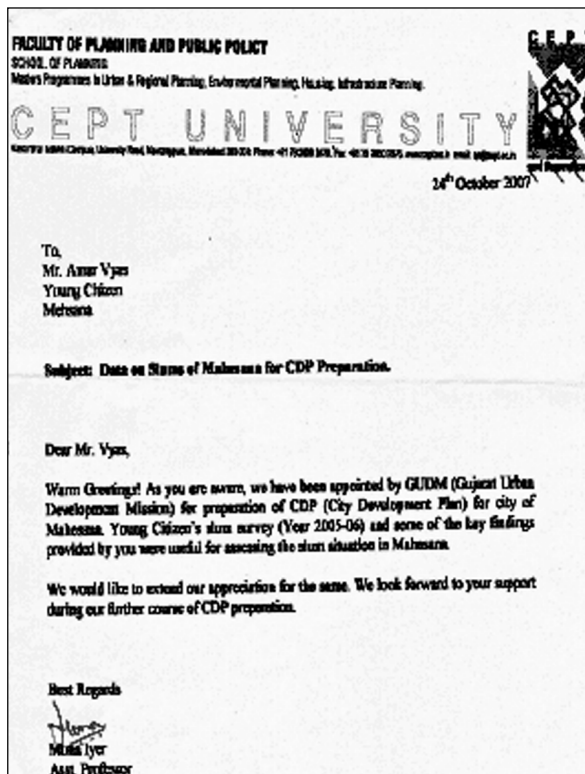 FACULTY OF PLANNING AND PUBLIC POLICY
SCHOOL OF PLANNING
Masters Programmes in Urban & Regional Planning, Environmental Planning, Housing, Infrastructure Planning.
CEPT
CEPT UNIVERSITY
24th October 2007
To,
Mr. Amar Vyas
Young Citizen
Mehsana
Subject: Data on Slums of Mahesana for CDP Preparation.
Dear Mr. Vyas,
Warm Greetings! As you are aware, we have been appointed by GUDM (Gujarat Urban
Development Mission) for preparation of CDP (City Development Plan) for city of
Mahesana. Young Citizen's slum survey (Year 2005-06) and some of the key findings
provided by you were useful for assessing the slum situation in Mahesana.
We would like to extend our appreciation for the same. We look forward to your support
during our further course of CDP preparation.
Best Regards
Iyer
Asst. Professor